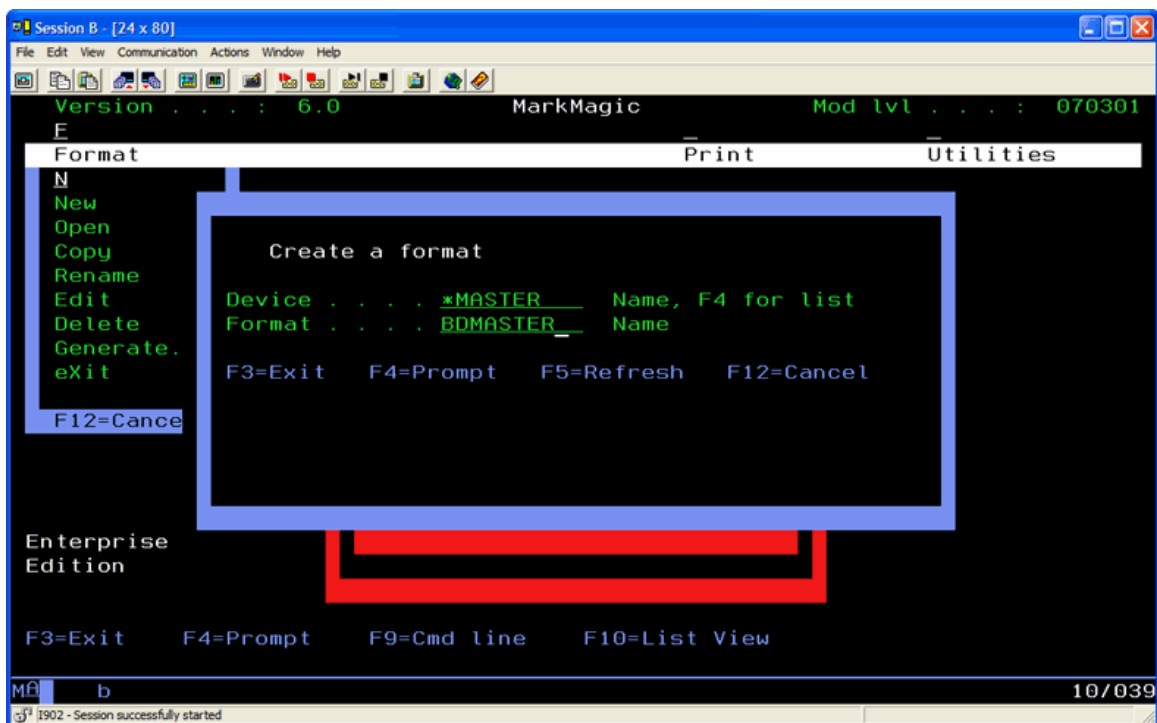 Session B - [24 x 80]
File Edit View Communication Actions Window Help
Version . . . : 6.0 MarkMagic Mod lvl . . . : 070301
F
Format Print Utilities
N
New
Open
Copy Create a format
Rename
Edit Device . . . . *MASTER Name, F4 for list
Delete Format . . . . BDMASTER Name
Generate.
eXit F3=Exit F4=Prompt F5=Refresh F12=Cancel
F12=Cance
Enterprise
Edition
F3=Exit F4=Prompt F9=Cmd line F10=List View
MA b 10/039
I902 - Session successfully started